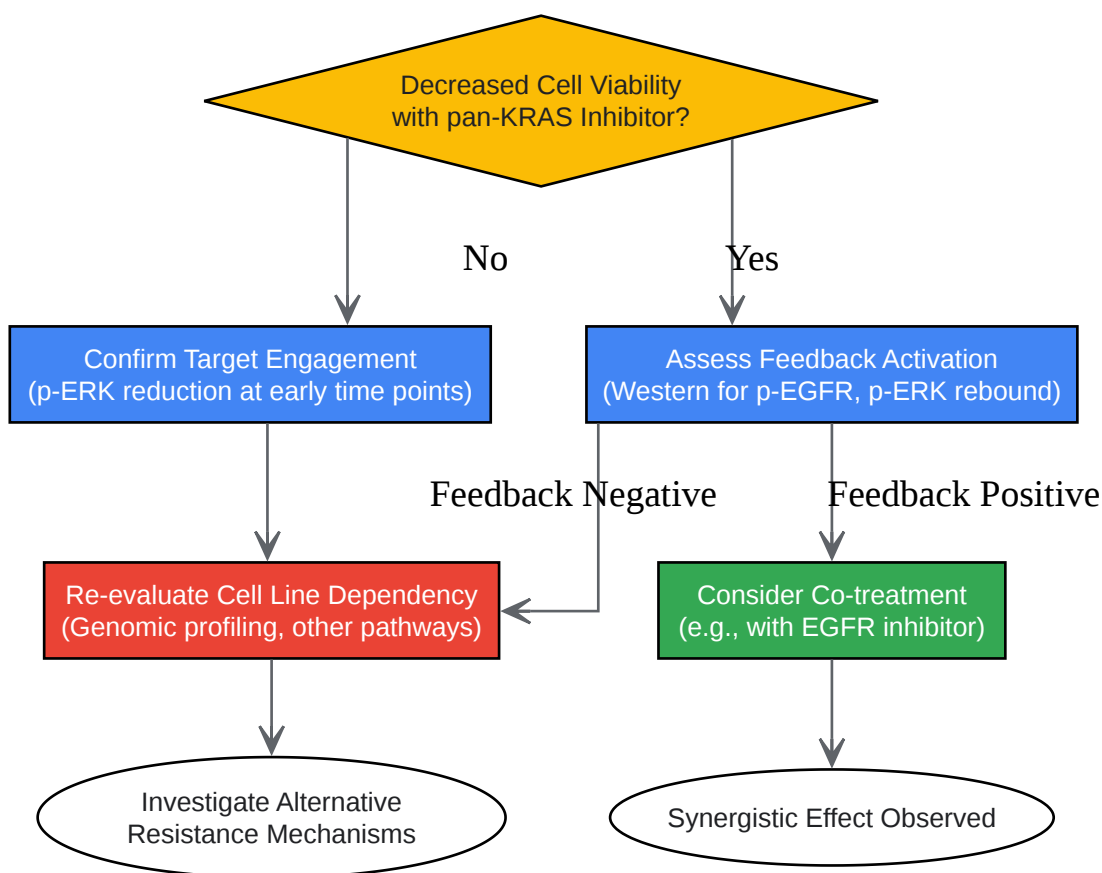 Decreased Cell Viability
with pan-KRAS Inhibitor?
No
Yes
Confirm Target Engagement
(p-ERK reduction at early time points)
Assess Feedback Activation
(Western for p-EGFR, p-ERK rebound)
Feedback Negative
Feedback Positive
Re-evaluate Cell Line Dependency
(Genomic profiling, other pathways)
Consider Co-treatment
(e.g., with EGFR inhibitor)
Investigate Alternative
Resistance Mechanisms
Synergistic Effect Observed